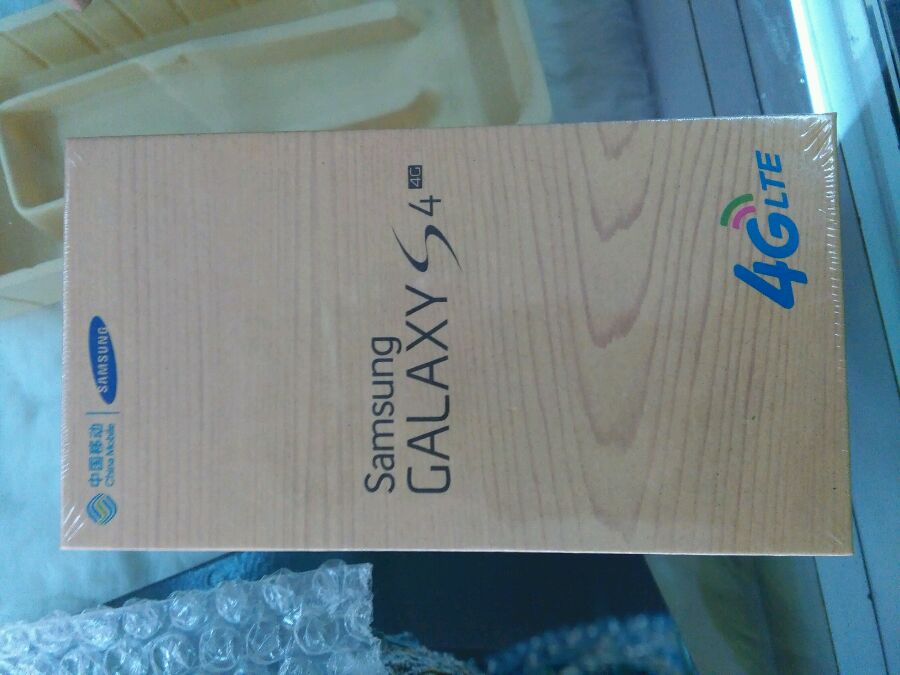 中国移动
China Mobile
SAMSUNG
Samsung
GALAXY S4 4G
4G LTE